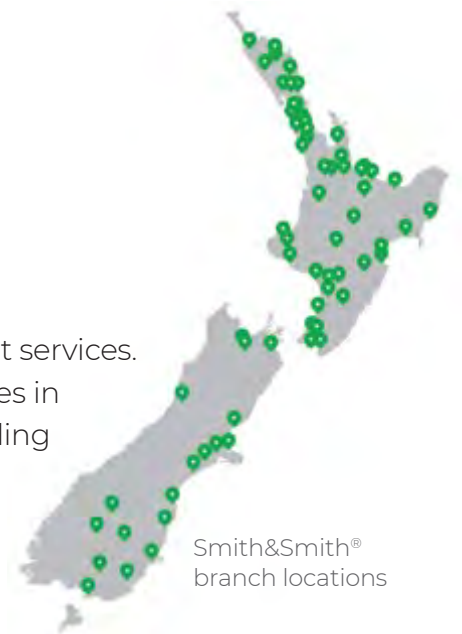 t services.
es in
ling
Smith&Smith®
branch locations